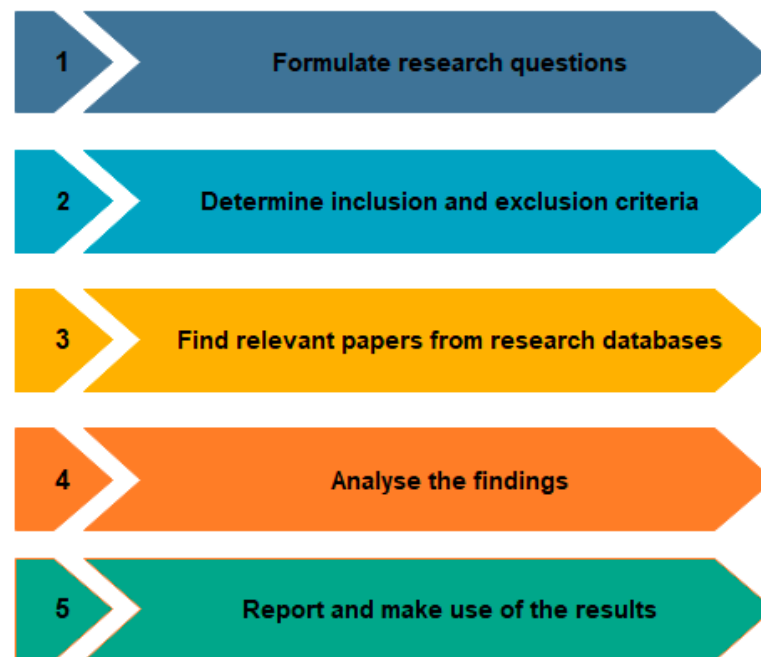 1 Formulate research questions
2 Determine inclusion and exclusion criteria
3 Find relevant papers from research databases
4 Analyse the findings
5 Report and make use of the results